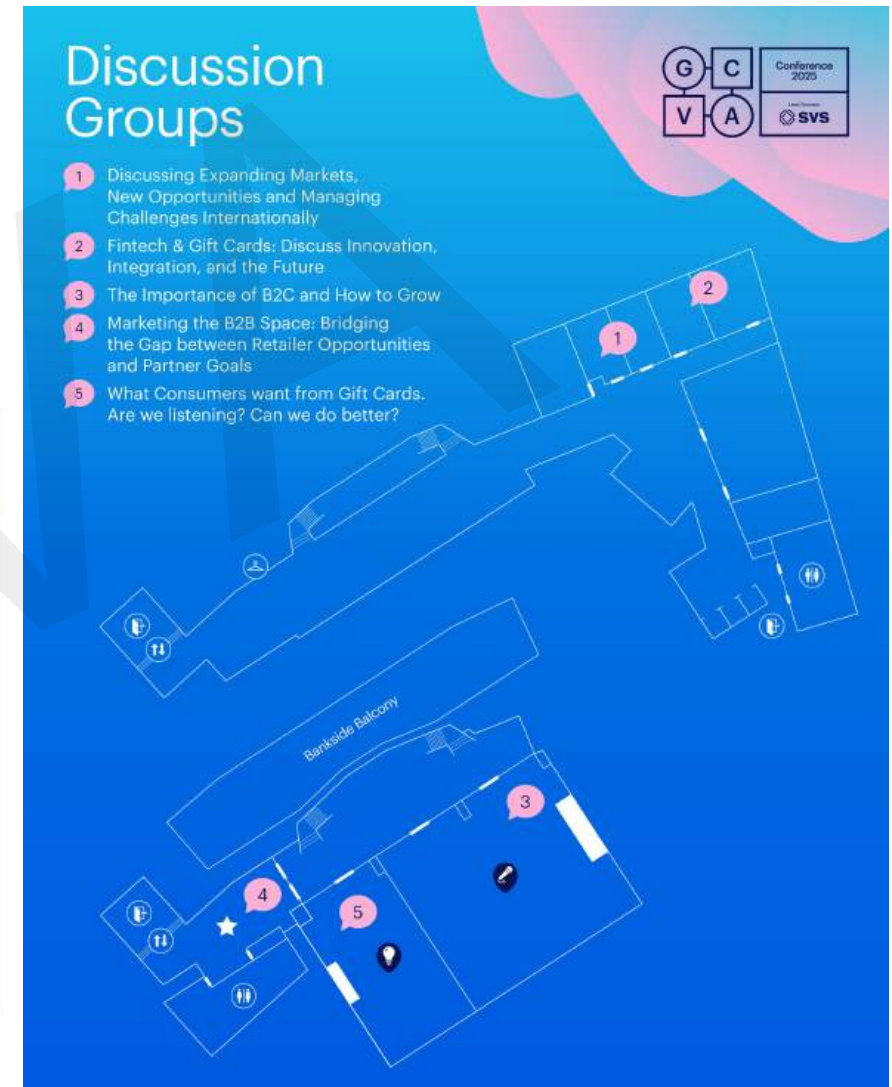 Discussion
Groups
G C
V A
Conference
2025
SVS
1 Discussing Expanding Markets,
New Opportunities and Managing
Challenges Internationally
2 Fintech & Gift Cards: Discuss Innovation,
Integration, and the Future
3 The Importance of B2C and How to Grow
4 Marketing the B2B Space: Bridging
the Gap between Retailer Opportunities
and Partner Goals
5 What Consumers want from Gift Cards.
Are we listening? Can we do better?
2
1
Bankside Balcony
3
4
5